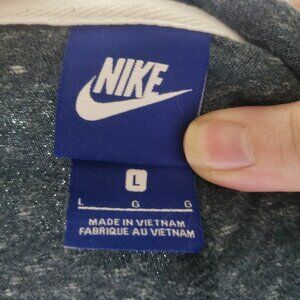 NIKE
L
L G G
MADE IN VIETNAM
FABRIQUE AU VIETNAM